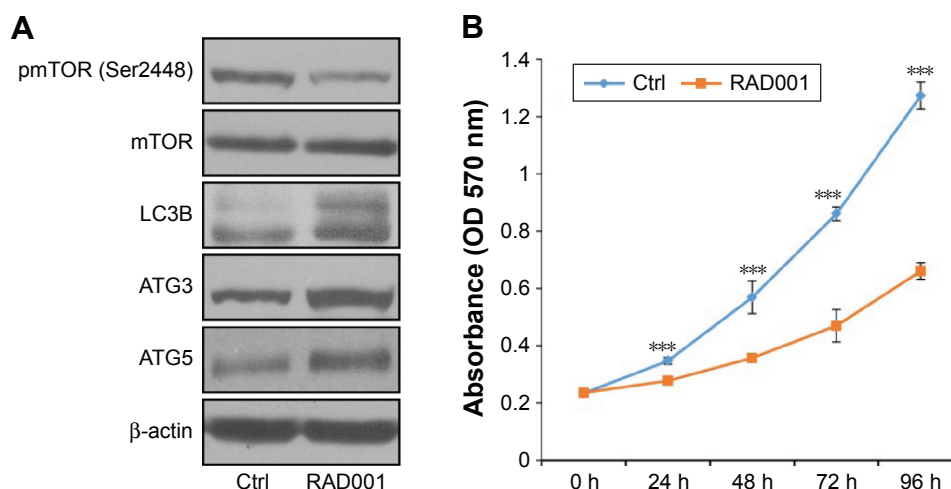 A
pmTOR (Ser2448)
mTOR
LC3B
ATG3
ATG5
β-actin
Ctrl RAD001
B
Absorbance (OD 570 nm)
1.4
1.2
1
0.8
0.6
0.4
0.2
0
Ctrl RAD001
***
***
***
***
0 h 24 h 48 h 72 h 96 h